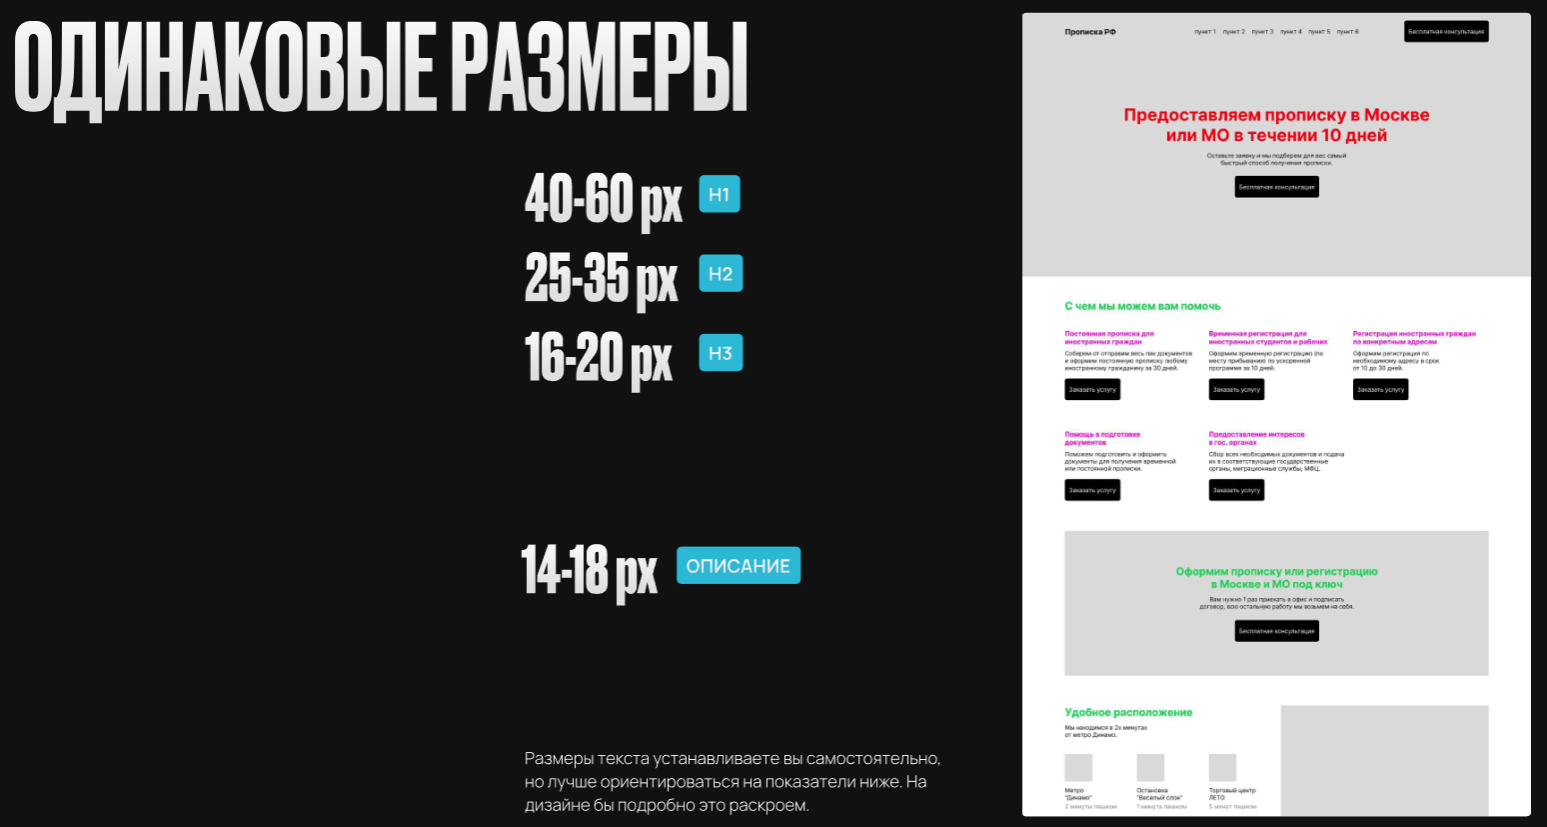 ОДИНАКОВЫЕ РАЗМЕРЫ
40-60 px H1
25-35 px H2
16-20 px H3
14-18 px ОПИСАНИЕ
Размеры текста устанавливаете вы самостоятельно,
но лучше ориентироваться на показатели ниже. На
дизайне бы подробно это раскроем.
Прописка РФ
пункт 1 пункт 2 пункт 3 пункт 4 пункт 5 пункт 6
Бесплатная консультация
Предоставляем прописку в Москве
или МО в течении 10 дней
Оставьте заявку и мы подберем для вас самый
быстрый способ получения прописки.
Бесплатная консультация
С чем мы можем вам помочь
Постоянная прописка для
иностранных граждан
Соберем от отправим весь пак документов
и оформим постоянную прописку любому
иностранному гражданину за 30 дней.
Заказать услугу
Временная регистрация для
иностранных студентов и рабочих
Оформим временную регистрацию (по
месту прибывания) по ускоренной
программе за 10 дней.
Заказать услугу
Регистрация иностранных граждан
по конкретным адресам
Оформим регистрация по
необходимому адресу в срок
от 10 до 30 дней.
Заказать услугу
Помощь в подготовке
документов
Поможем подготовить и оформить
документы для получения временной
или постоянной прописки.
Заказать услугу
Предоставление интересов
в гос. органах
Сбор всех необходимых документов и подача
их в соответствующие государственные
органы, миграционные службы, МФЦ.
Заказать услугу
Оформим прописку или регистрацию
в Москве и МО под ключ
Вам нужно 1 раз приехать в офис и подписать
договор, всю остальную работу мы возьмем на себя.
Бесплатная консультация
Удобное расположение
Мы находимся в 2х минутах
от метро Динамо.
Метро
"Динамо"
2 минуты пешком
Остановка
"Веселый слон"
1 минута пешком
Торговый центр
ЛЕТО
5 минут пешком